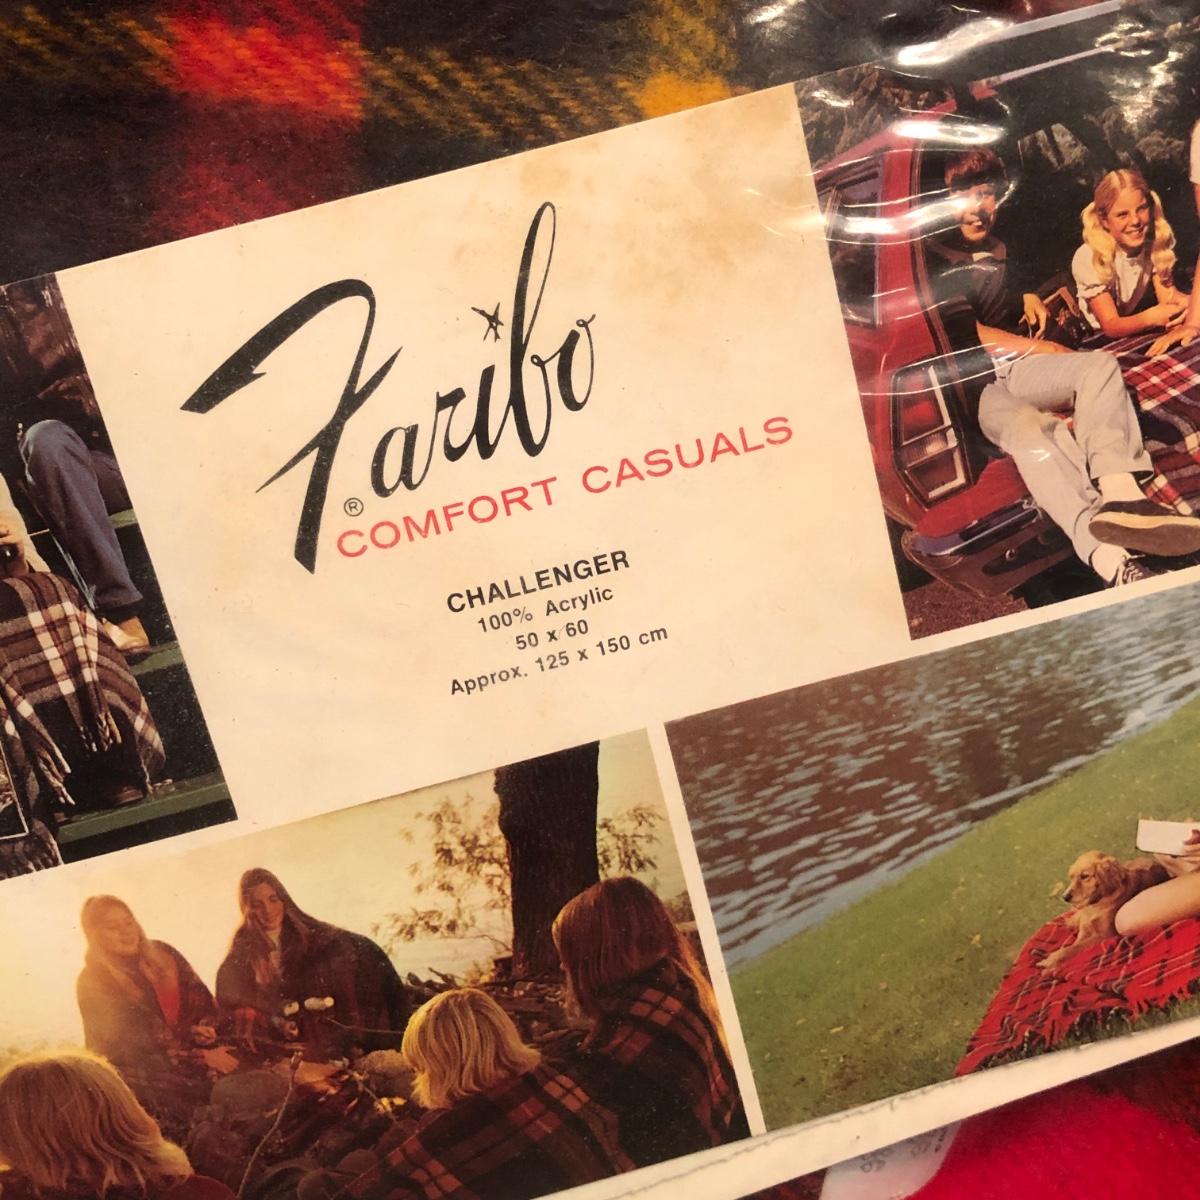 Faribo
®
COMFORT CASUALS
CHALLENGER
100% Acrylic
50 x 60
Approx. 125 x 150 cm